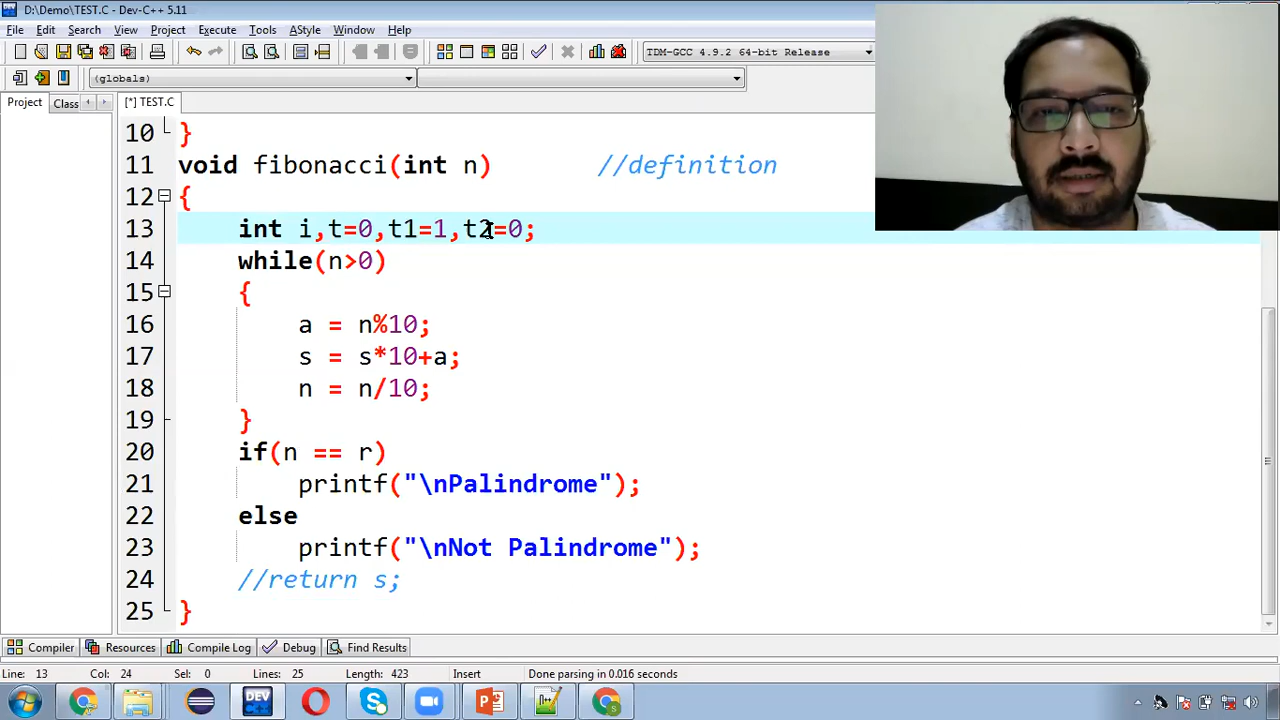 D:\Demo\TEST.C - Dev-C++ 5.11
File Edit Search View Project Execute Tools AStyle Window Help
TDM-GCC 4.9.2 64-bit Release
(globals)
Project Class [*] TEST.C
10 }
11 void fibonacci(int n) //definition
12 {
13 int i,t=0,t1=1,t2=0;
14 while(n>0)
15 {
16 a = n%10;
17 s = s*10+a;
18 n = n/10;
19 }
20 if(n == r)
21 printf("\nPalindrome");
22 else
23 printf("\nNot Palindrome");
24 //return s;
25 }
Compiler Resources Compile Log Debug Find Results
Line: 13 Col: 24 Sel: 0 Lines: 25 Length: 423 Insert Done parsing in 0.016 seconds
DEV